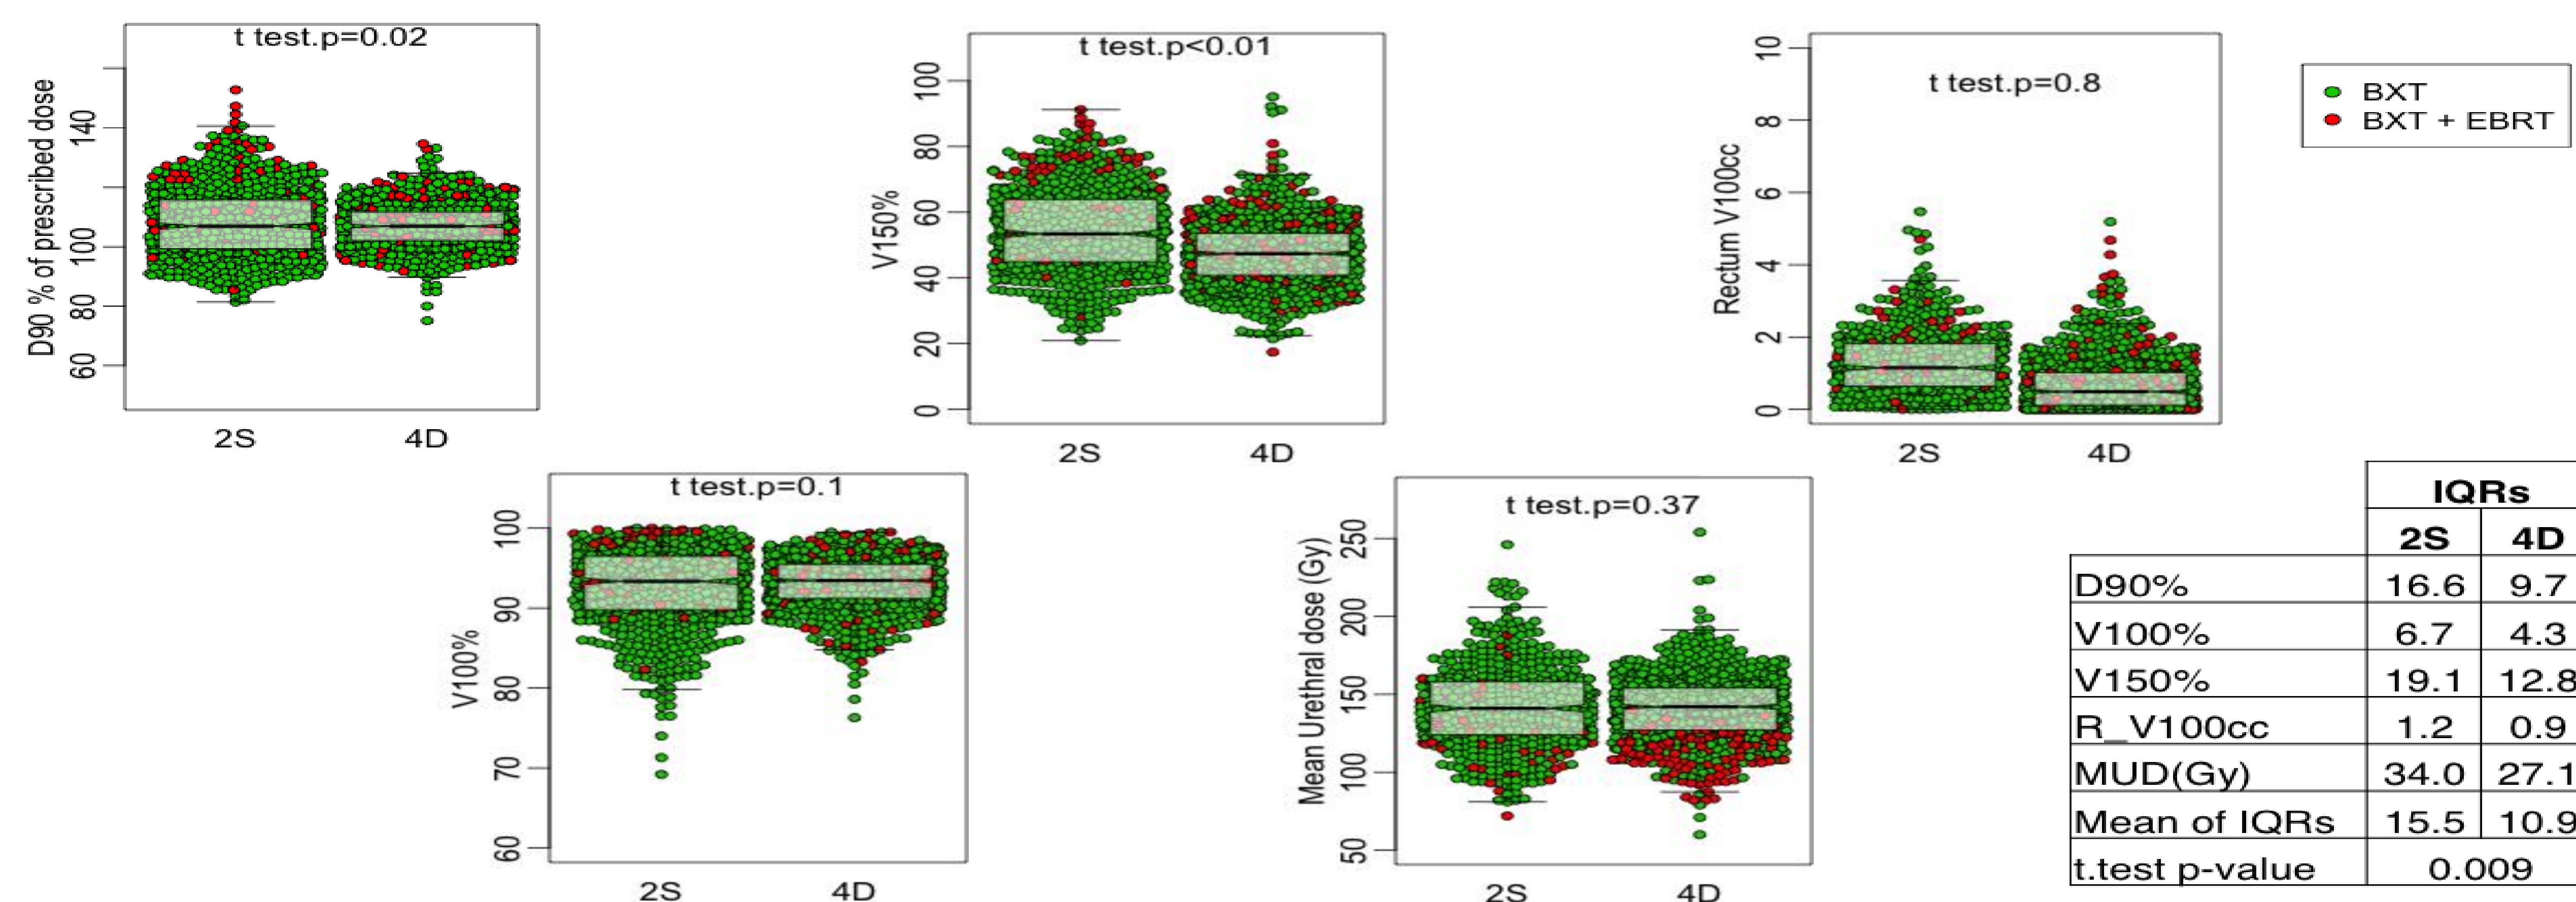 t test.p=0.02
D90 % of prescribed dose
140
100
80
60
2S 4D
t test.p<0.01
V150%
100
80
60
40
20
0
2S 4D
t test.p=0.8
Rectum V100cc
10
8
6
4
2
0
2S 4D
BXT
BXT + EBRT
t test.p=0.1
V100%
100
90
80
70
60
2S 4D
t test.p=0.37
Mean Urethral dose (Gy)
250
200
150
100
50
2S 4D
IQRs
2S 4D
D90% 16.6 9.7
V100% 6.7 4.3
V150% 19.1 12.8
R_V100cc 1.2 0.9
MUD(Gy) 34.0 27.1
Mean of IQRs 15.5 10.9
t.test p-value 0.009